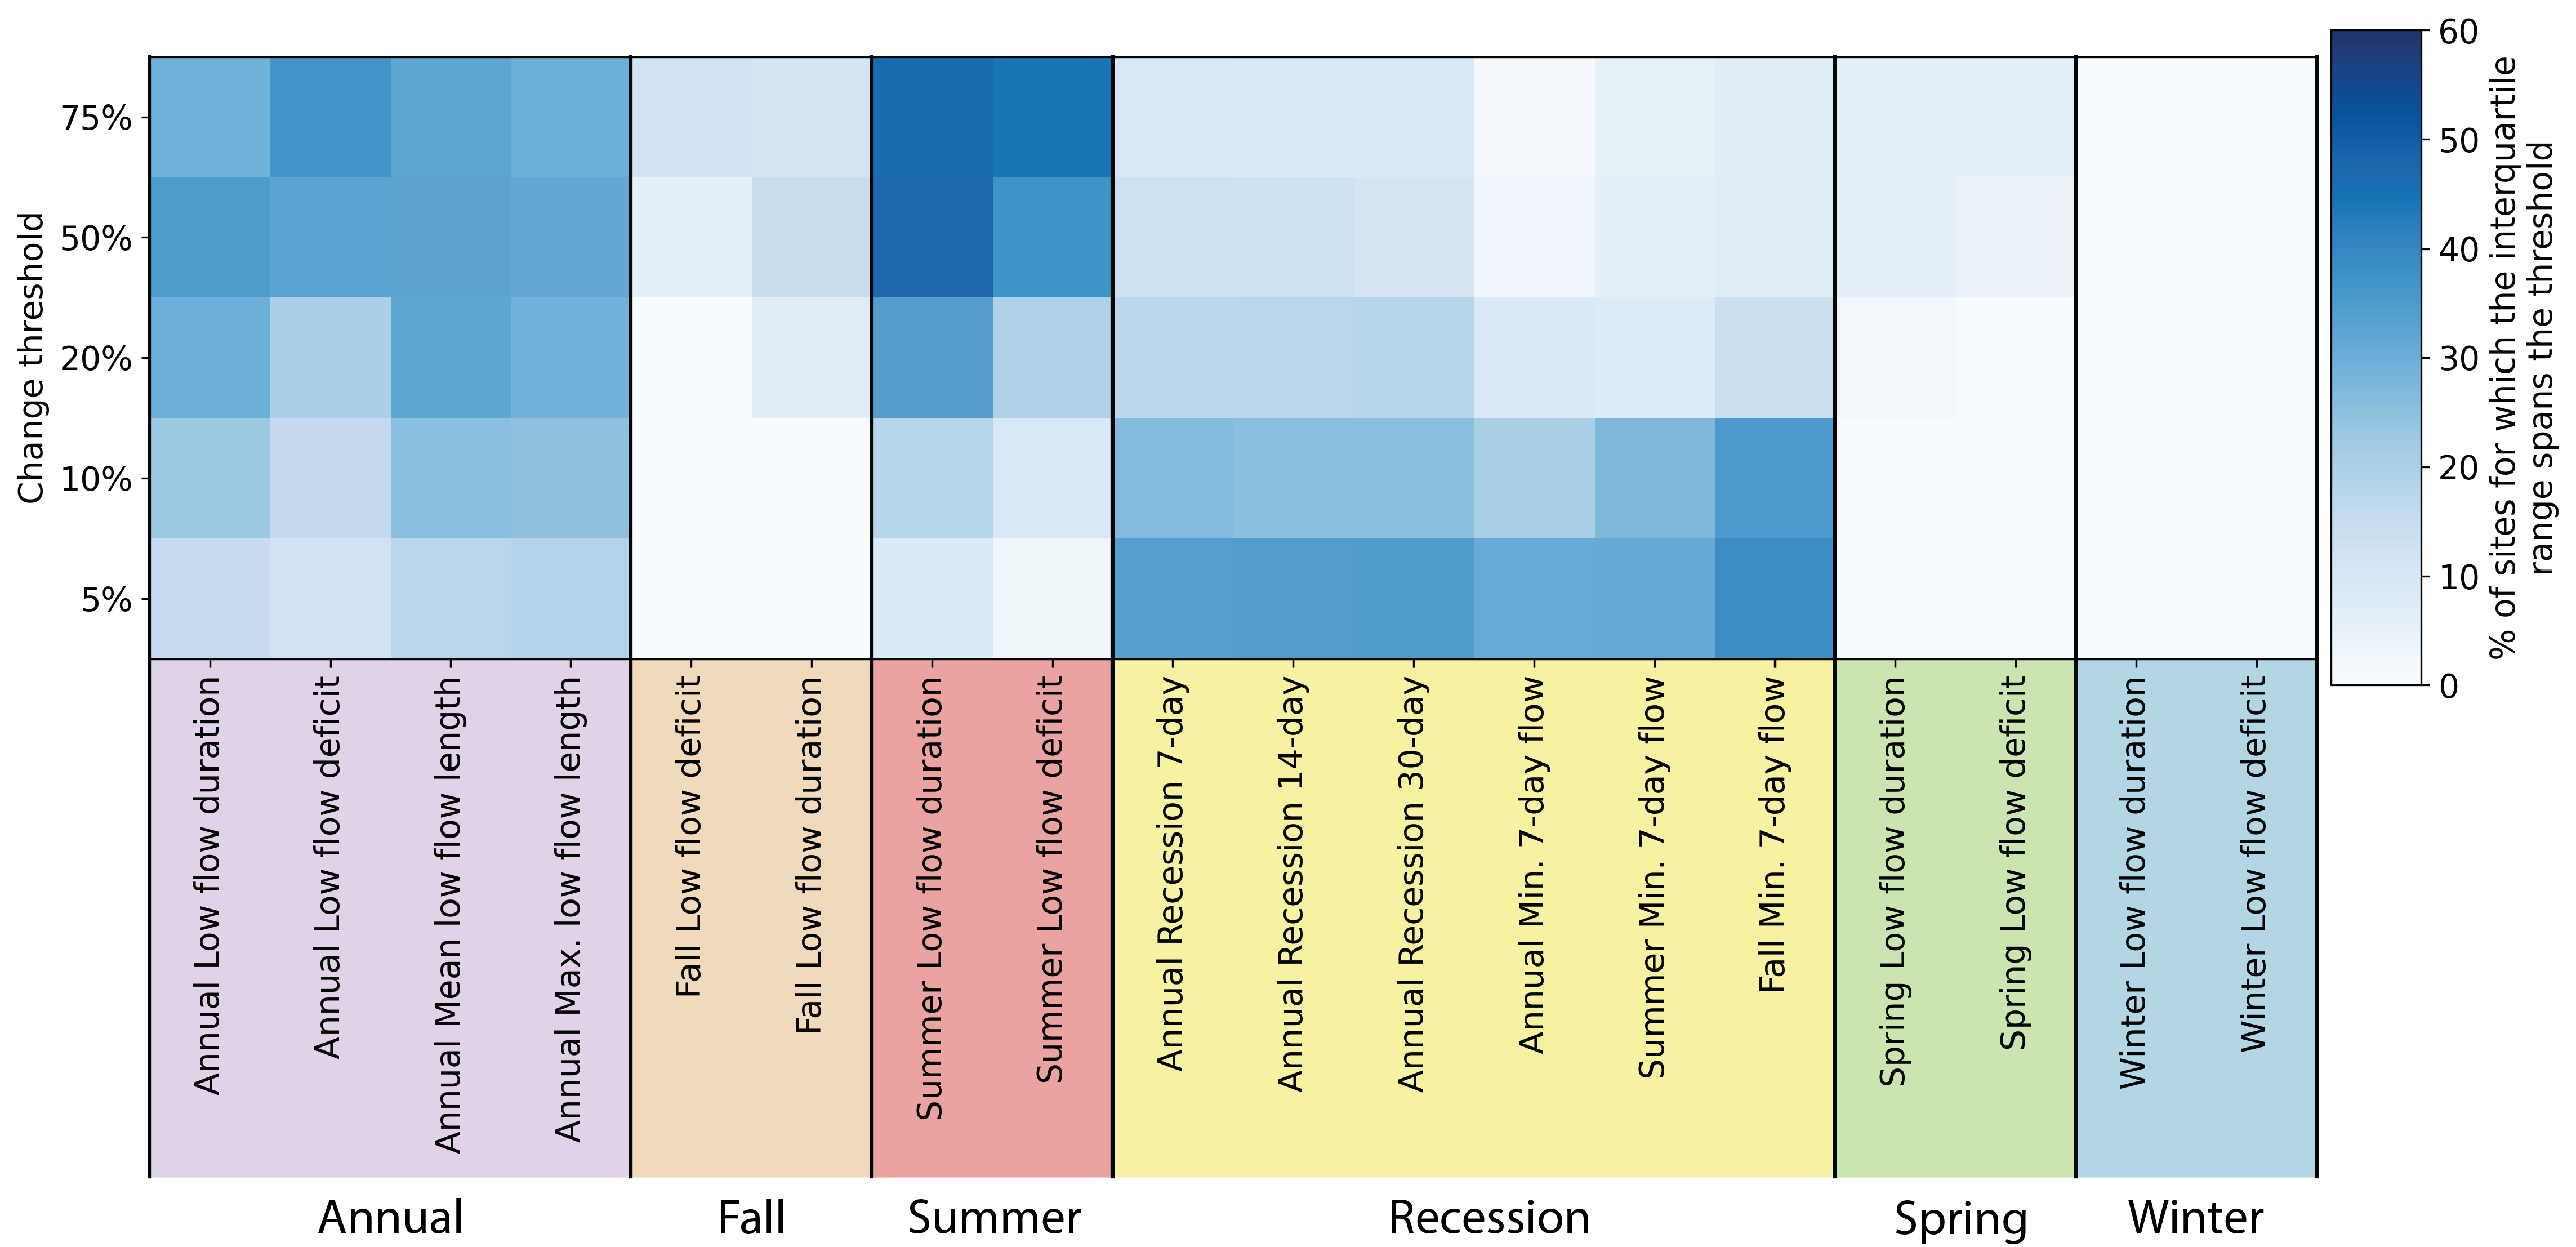 Change threshold
75%
50%
20%
10%
5%
Annual Low flow duration
Annual Low flow deficit
Annual Mean low flow length
Annual Max. low flow length
Fall Low flow deficit
Fall Low flow duration
Summer Low flow duration
Summer Low flow deficit
Annual Recession 7-day
Annual Recession 14-day
Annual Recession 30-day
Annual Min. 7-day flow
Summer Min. 7-day flow
Fall Min. 7-day flow
Spring Low flow duration
Spring Low flow deficit
Winter Low flow duration
Winter Low flow deficit
Annual
Fall
Summer
Recession
Spring
Winter
60
50
40
30
20
10
0
% of sites for which the interquartile
range spans the threshold